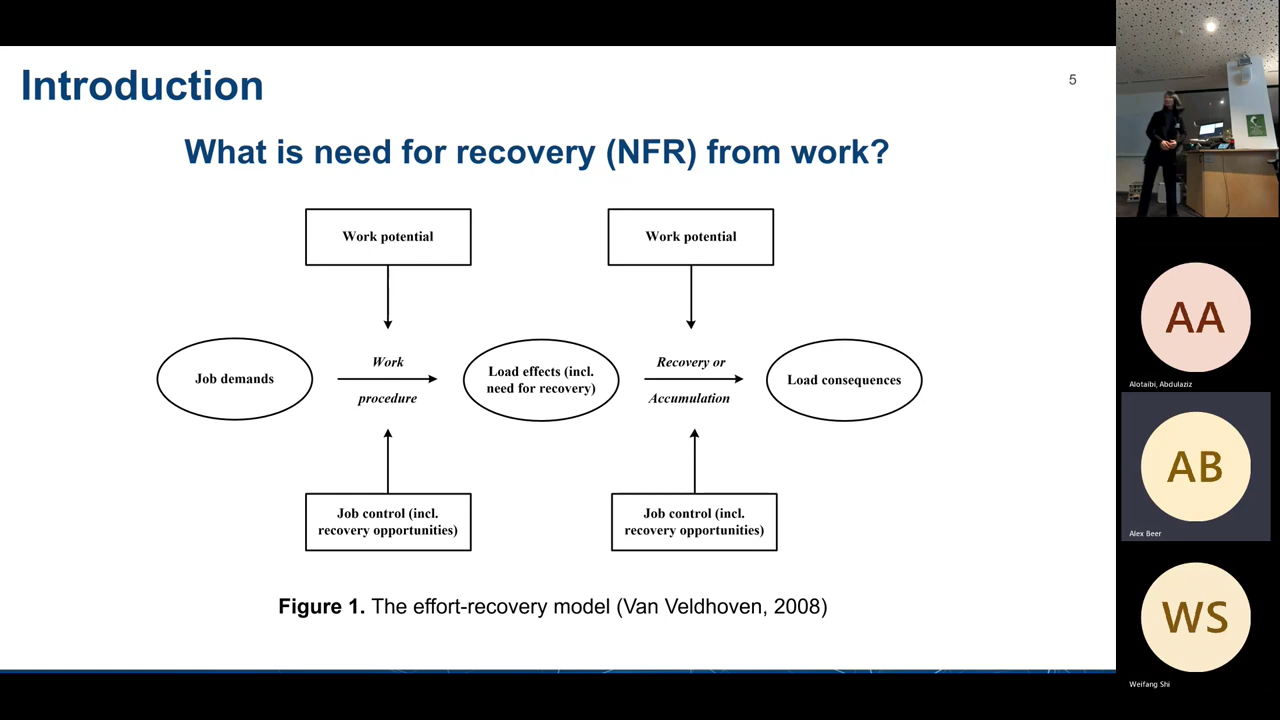 Introduction
5
What is need for recovery (NFR) from work?
Work potential
Work potential
Job demands
Work
procedure
Load effects (incl.
need for recovery)
Recovery or
Accumulation
Load consequences
Job control (incl.
recovery opportunities)
Job control (incl.
recovery opportunities)
Figure 1. The effort-recovery model (Van Veldhoven, 2008)
AA
Alotaibi, Abdulaziz
AB
Alex Beer
WS
Weifang Shi